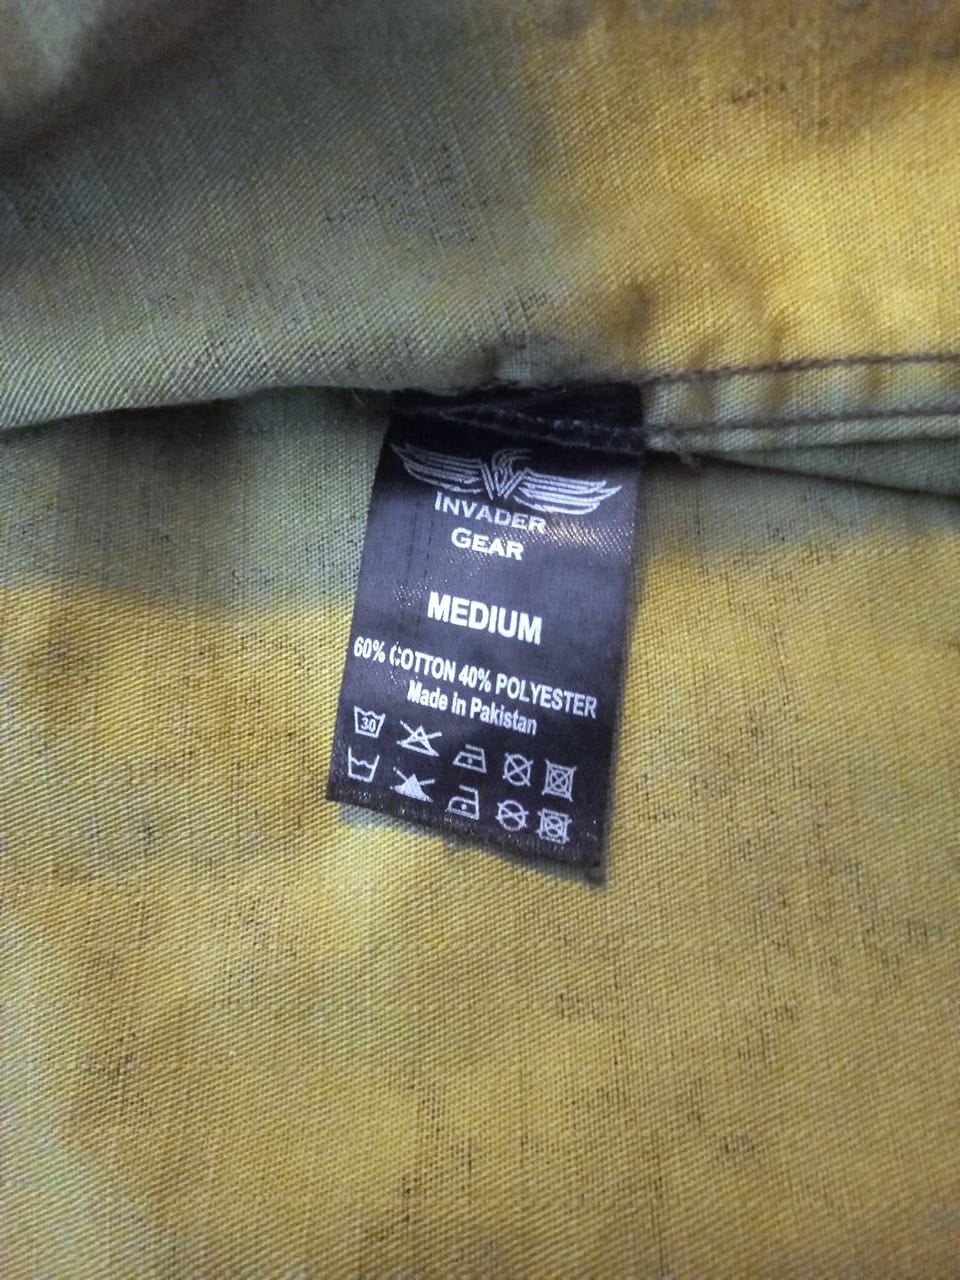 INVADER
GEAR
MEDIUM
60% COTTON 40% POLYESTER
Made in Pakistan
30